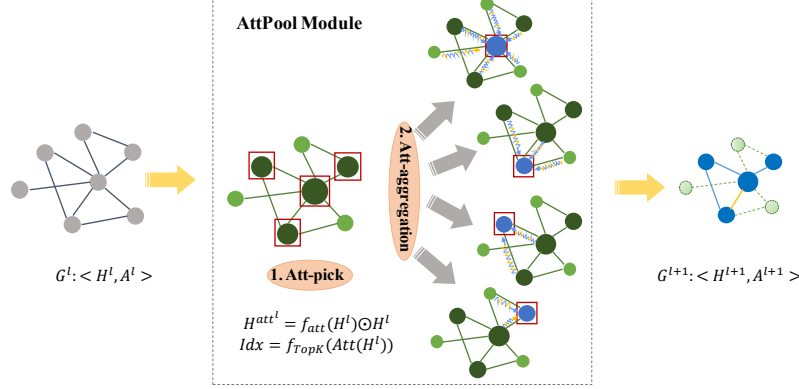 AttPool Module
2. Att-aggregation
1. Att-pick
G^l: < H^l, A^l >
H^{att^l} = f_{att}(H^l)⊙H^l
Idx = f_{TopK}(Att(H^l))
G^{l+1}: < H^{l+1}, A^{l+1} >